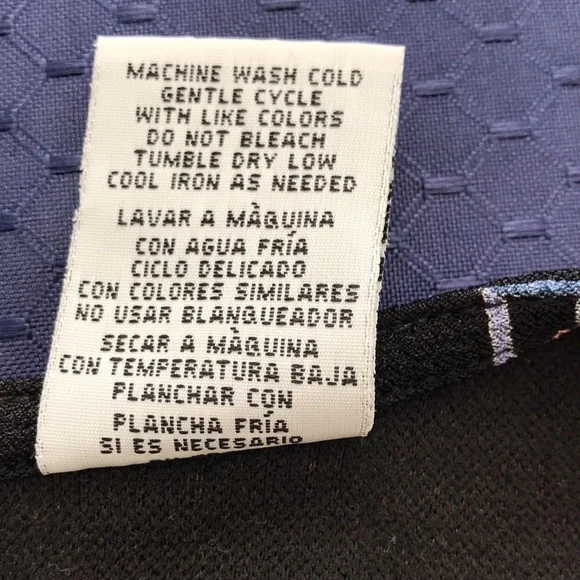 MACHINE WASH COLD
GENTLE CYCLE
WITH LIKE COLORS
DO NOT BLEACH
TUMBLE DRY LOW
COOL IRON AS NEEDED
LAVAR A MÀQUINA
CON AGUA FRÍA
CICLO DELICADO
CON COLORES SIMILARES
NO USAR BLANQUEADOR
SECAR A MÀQUINA
CON TEMPERATURA BAJA
PLANCHAR CON
PLANCHA FRÍA
SI ES NECESARIO